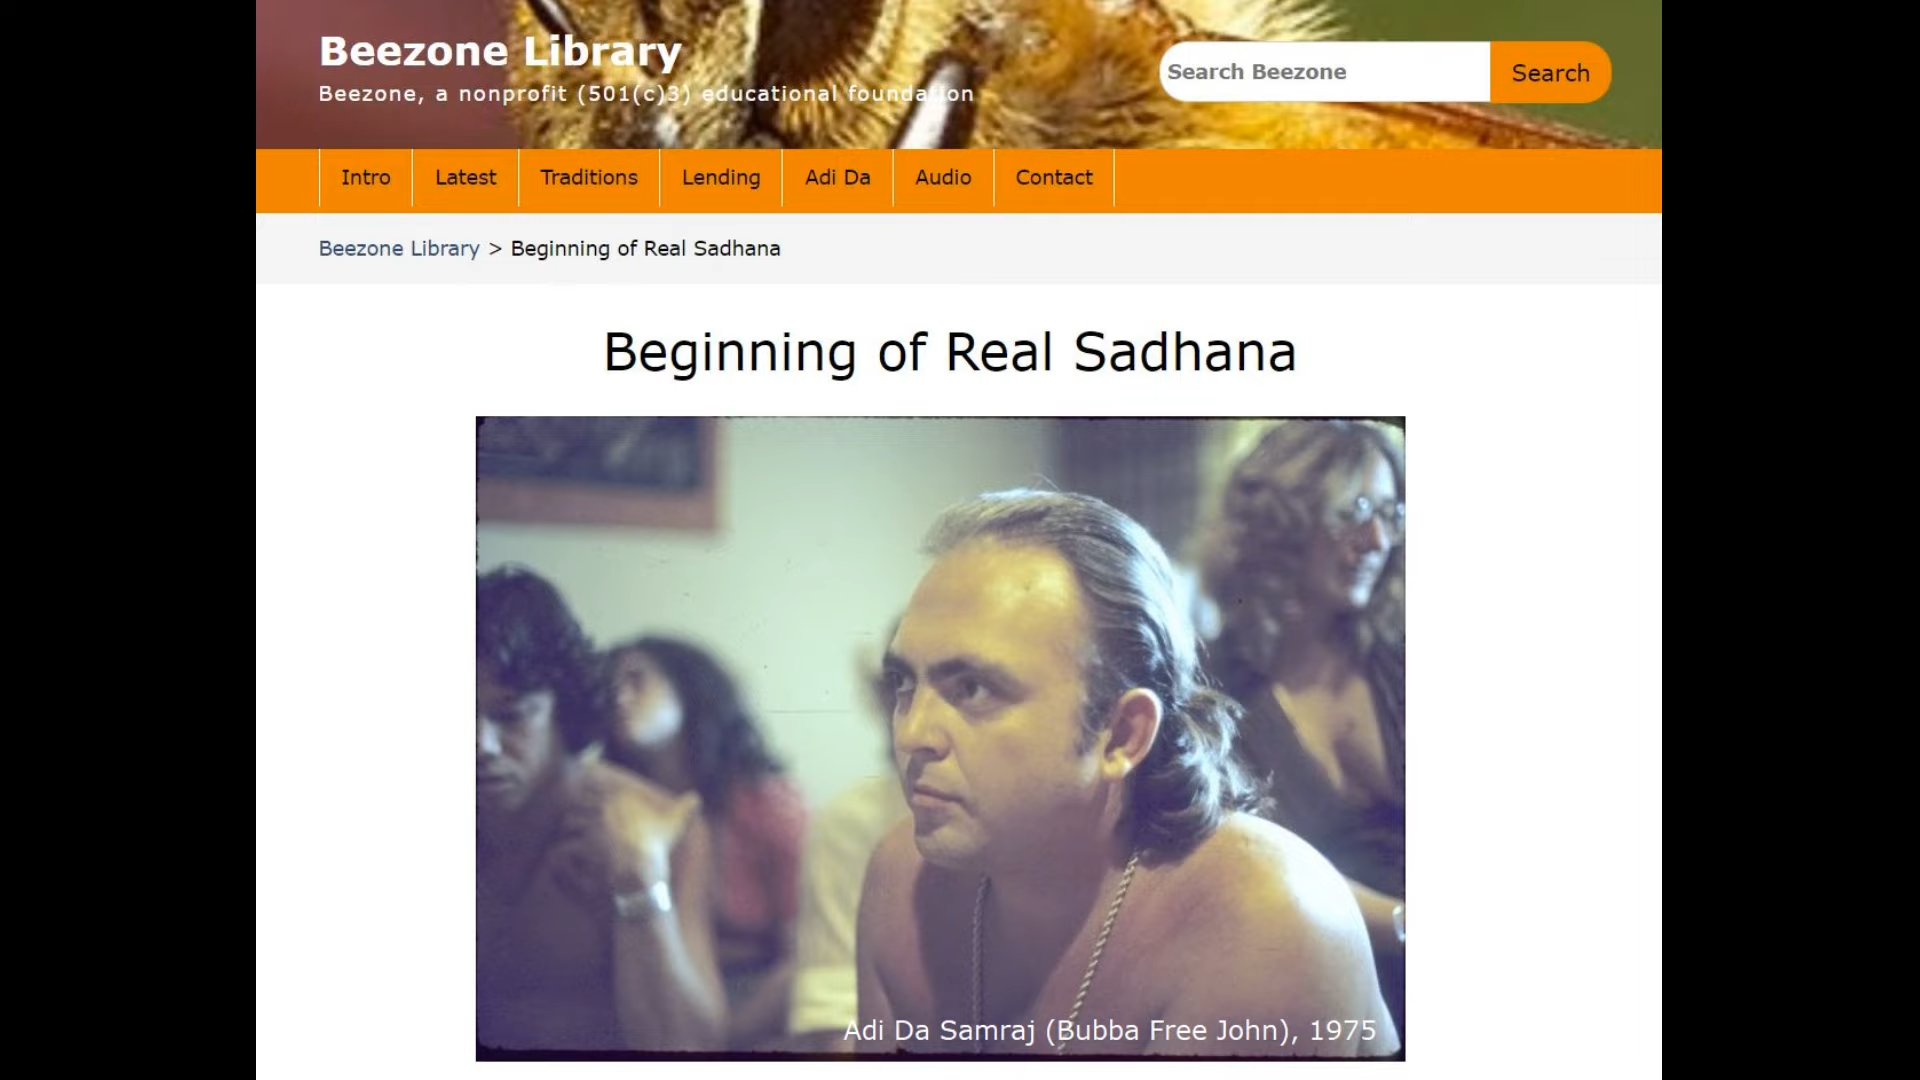 Beezone Library
Beezone, a nonprofit (501(c)3) educational foundation
Search Beezone
Search
Intro
Latest
Traditions
Lending
Adi Da
Audio
Contact
Beezone Library > Beginning of Real Sadhana
Beginning of Real Sadhana
Adi Da Samraj (Bubba Free John), 1975